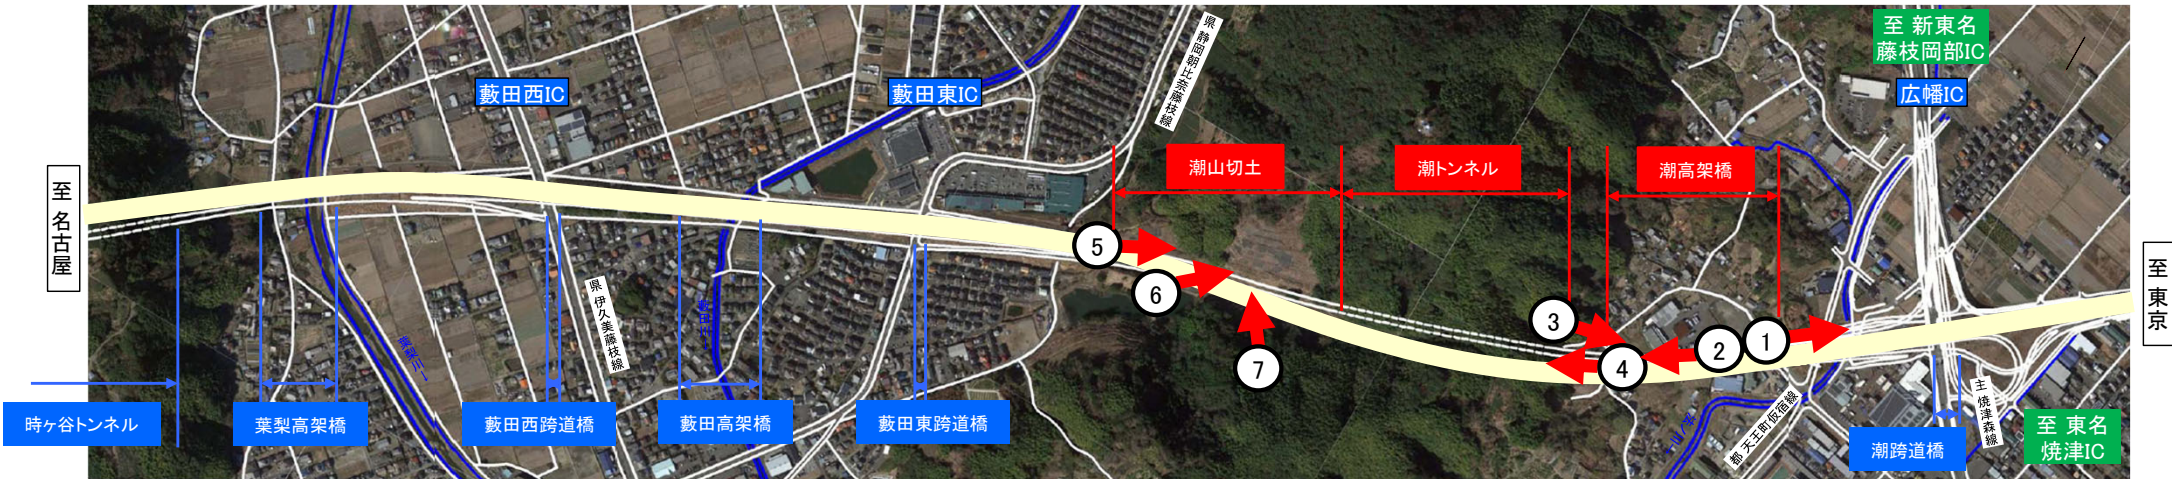 至 新東名
藤枝岡部IC
藪田西IC
藪田東IC
広幡IC
県 静岡朝比奈藤枝線
潮山切土
潮トンネル
潮高架橋
至 名古屋
至 東京
⑤
⑥
⑦
③
④
②
①
県 伊久美藤枝線
葉梨川
都 天王町仮宿線
主 焼津森線
時ヶ谷トンネル
葉梨高架橋
藪田西跨道橋
藪田高架橋
藪田東跨道橋
潮跨道橋
至 東名
焼津IC